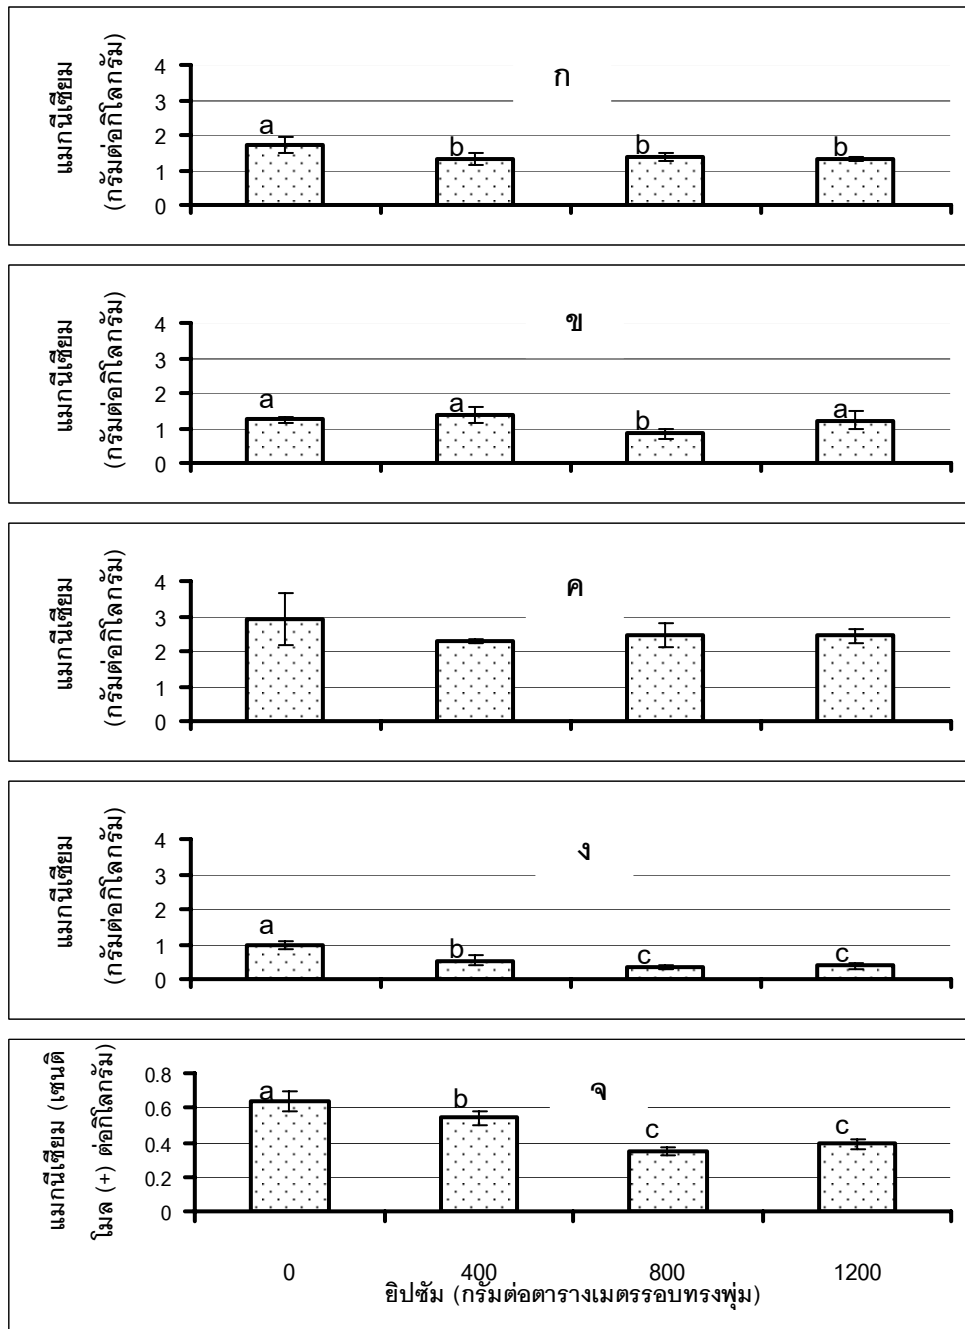 แมกนีเซียม
(กรัมต่อกิโลกรัม)
ก
4
3
2
1
0
a
b
b
b
แมกนีเซียม
(กรัมต่อกิโลกรัม)
ข
4
3
2
1
0
a
a
b
a
แมกนีเซียม
(กรัมต่อกิโลกรัม)
ค
4
3
2
1
0
แมกนีเซียม
(กรัมต่อกิโลกรัม)
ง
4
3
2
1
0
a
b
c
c
แมกนีเซียม (เซนติ
โมล (+) ต่อกิโลกรัม)
จ
0.8
0.6
0.4
0.2
0
a
b
c
c
0 400 800 1200
ยิปซัม (กรัมต่อตารางเมตรรอบทรงพุ่ม)